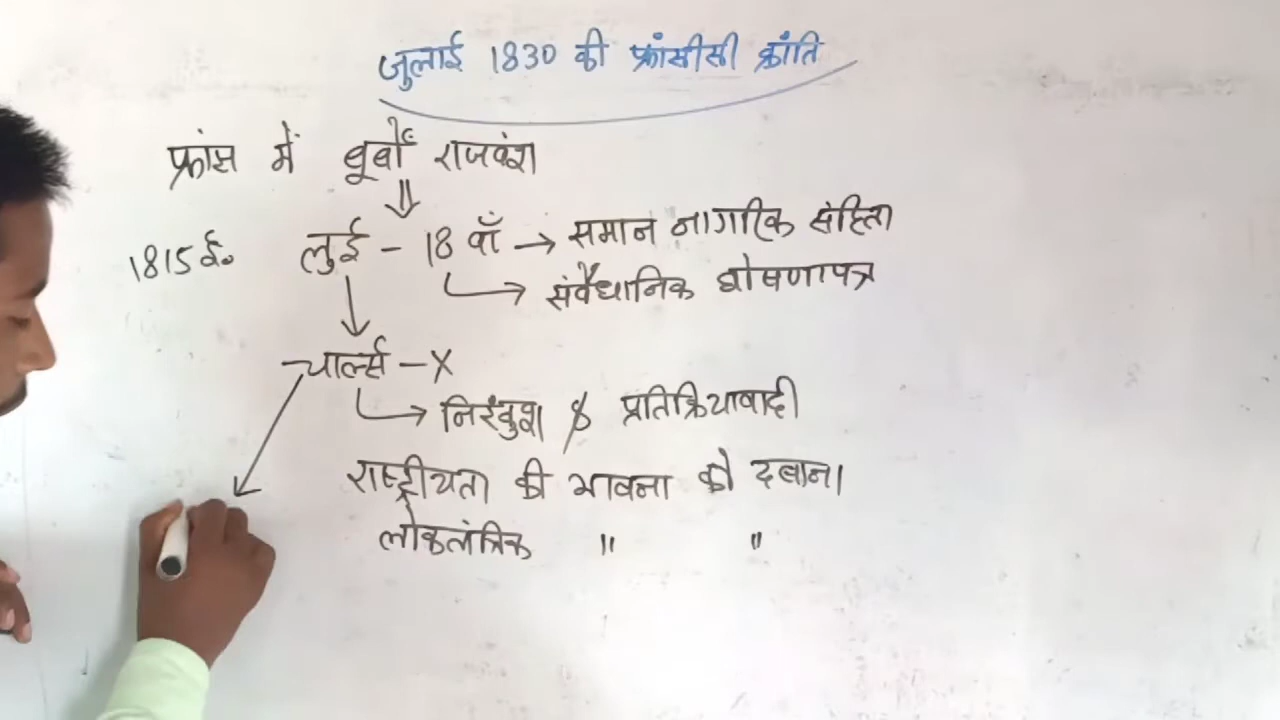 जुलाई 1830 की फ्रांसीसी क्रांति
फ्रांस में बूर्बों राजवंश
⇓
1815 ई० लुई - 18 वाँ → समान नागरिक संहिता
→ संवैधानिक घोषणापत्र
↓
चार्ल्स - X
→ निरंकुश & प्रतिक्रियावादी
राष्ट्रीयता की भावना को दबाना
लोकतंत्रिक " "